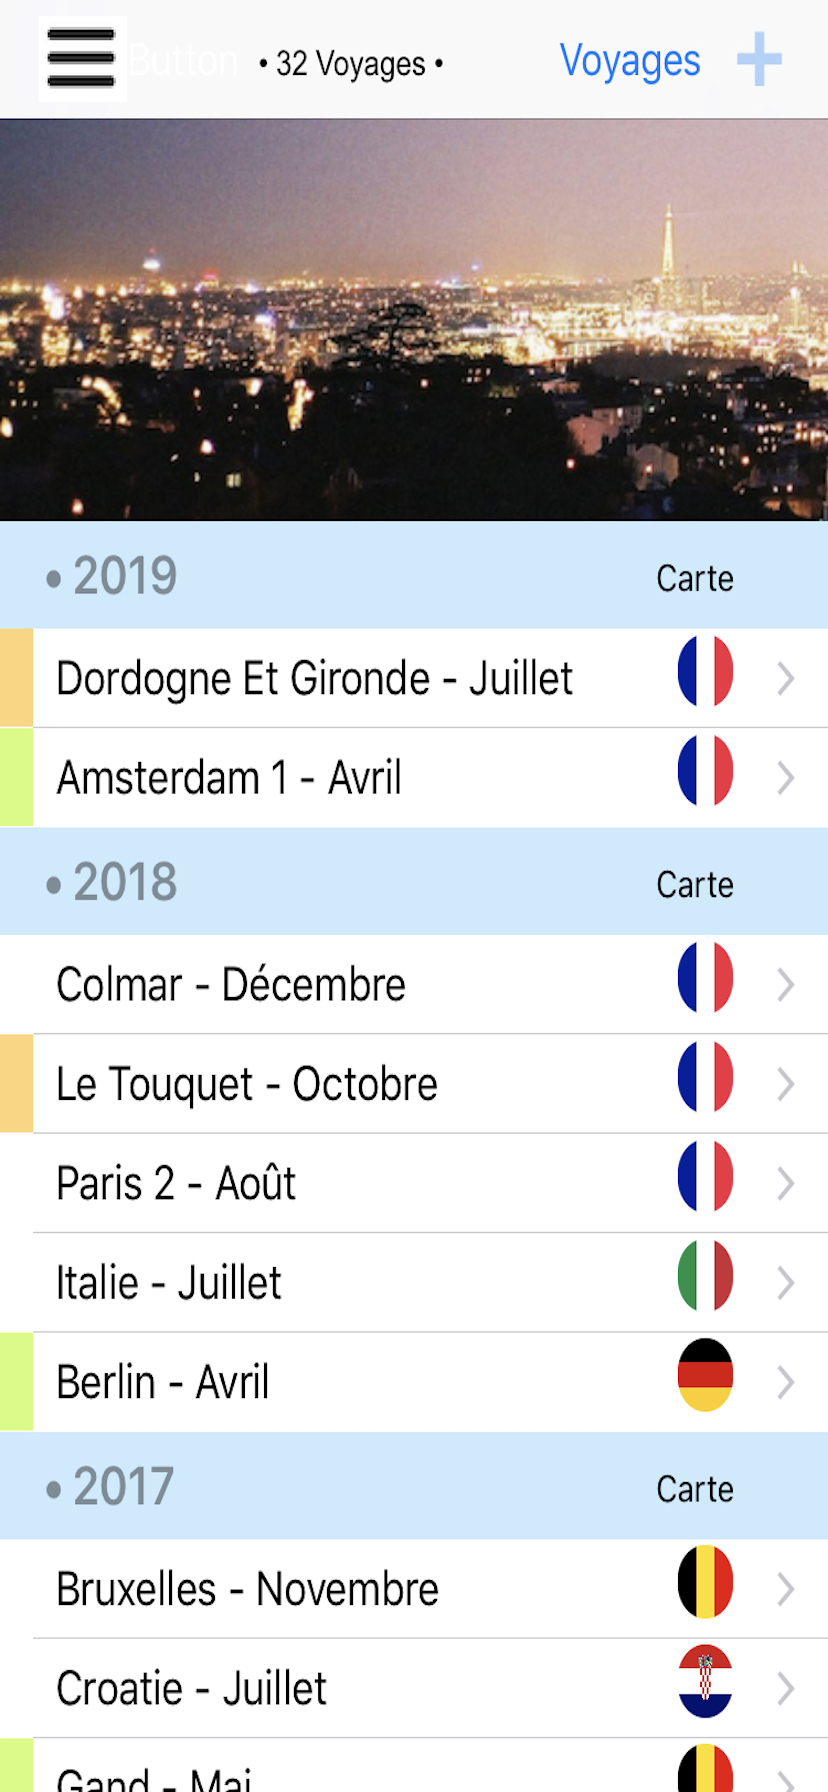 Button • 32 Voyages • Voyages +
• 2019 Carte
Dordogne Et Gironde - Juillet
Amsterdam 1 - Avril
• 2018 Carte
Colmar - Décembre
Le Touquet - Octobre
Paris 2 - Août
Italie - Juillet
Berlin - Avril
• 2017 Carte
Bruxelles - Novembre
Croatie - Juillet
Gand - Mai